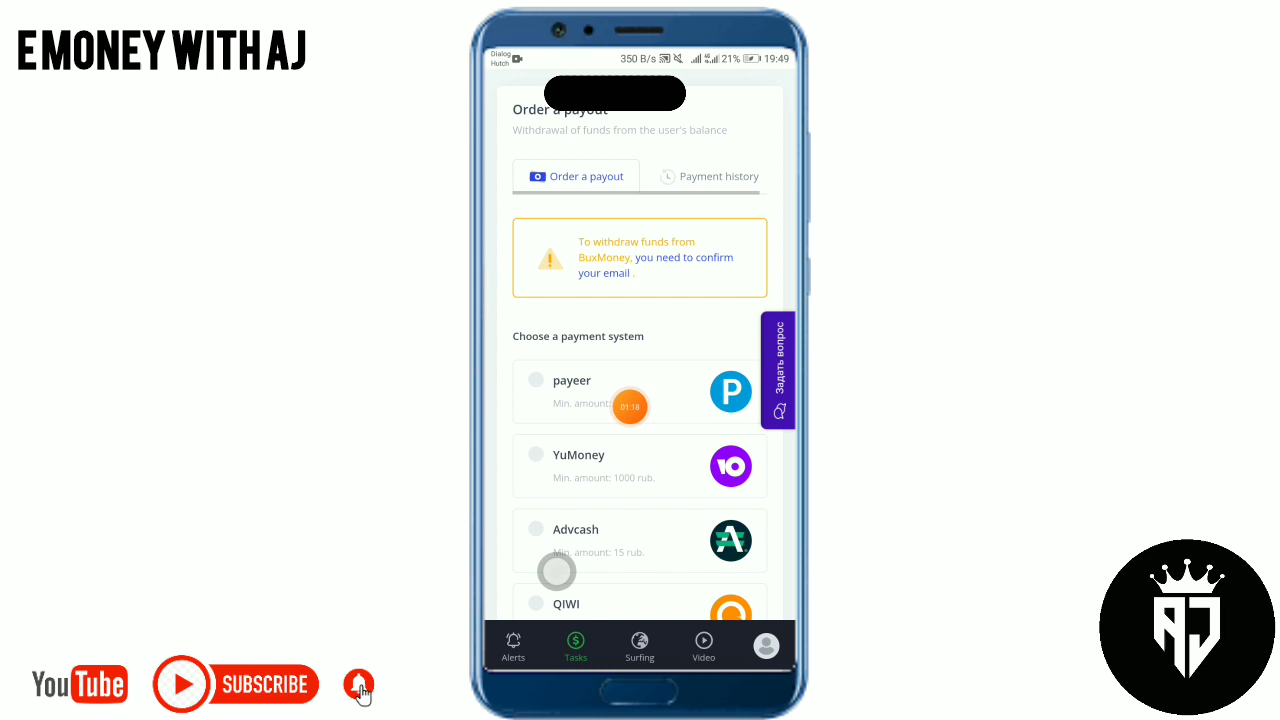 E MONEY WITH AJ
Dialog
Hutch
350 B/s 4G 21% 19:49
Order a payout
Withdrawal of funds from the user's balance
Order a payout
Payment history
To withdraw funds from
BuxMoney, you need to confirm
your email .
Choose a payment system
payeer
Min. amount:
01:18
P
Задать вопрос
YuMoney
Min. amount: 1000 rub.
Ю
Advcash
Min. amount: 15 rub.
A
QIWI
Alerts
Tasks
Surfing
Video
YouTube
SUBSCRIBE
AJ